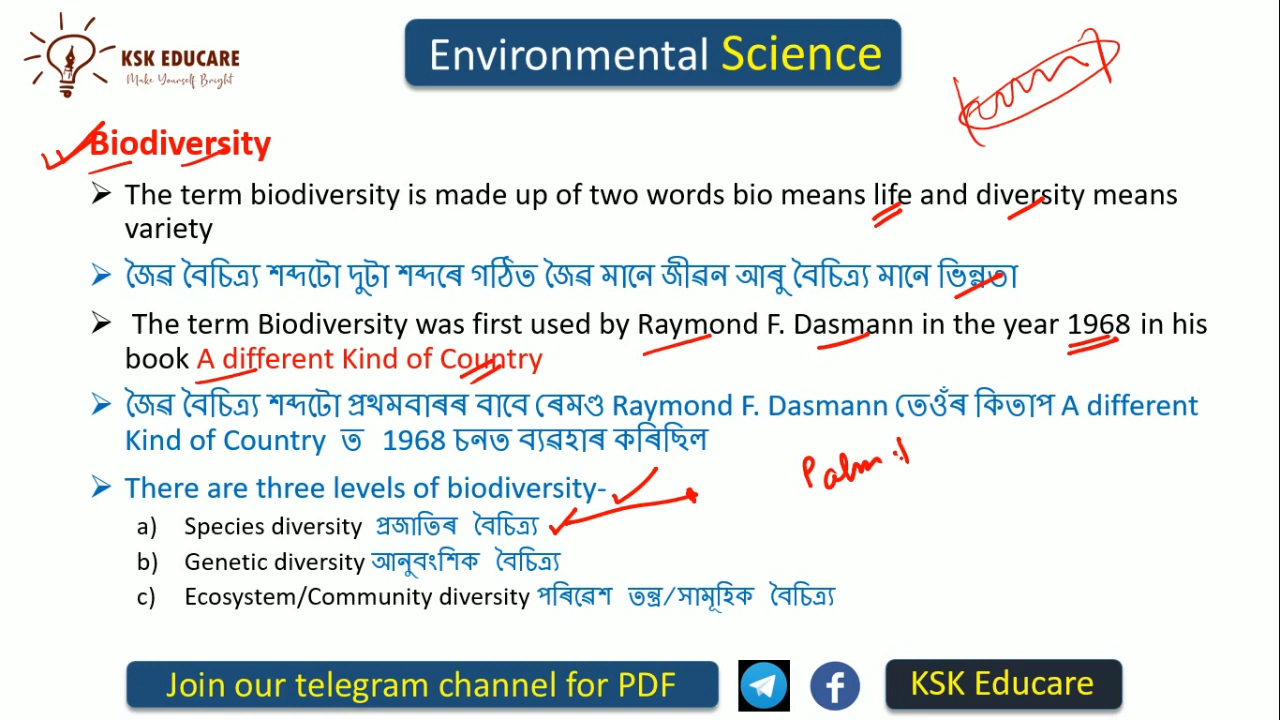 KSK EDUCARE
Make Yourself Bright
Environmental Science
Biodiversity
➤ The term biodiversity is made up of two words bio means life and diversity means
variety
➤ জৈৱ বৈচিত্ৰ্য শব্দটো দুটা শব্দৰে গঠিত জৈৱ মানে জীৱন আৰু বৈচিত্ৰ্য মানে ভিন্নতা
➤ The term Biodiversity was first used by Raymond F. Dasmann in the year 1968 in his
book A different Kind of Country
➤ জৈৱ বৈচিত্ৰ্য শব্দটো প্ৰথমবাৰৰ বাবে ৰেমণ্ড Raymond F. Dasmann তেওঁৰ কিতাপ A different
Kind of Country ত 1968 চনত ব্যৱহাৰ কৰিছিল
➤ There are three levels of biodiversity-
a) Species diversity প্ৰজাতিৰ বৈচিত্ৰ্য
b) Genetic diversity আনুবংশিক বৈচিত্ৰ্য
c) Ecosystem/Community diversity পৰিৱেশ তন্ত্ৰ/সামূহিক বৈচিত্ৰ্য
Join our telegram channel for PDF
KSK Educare